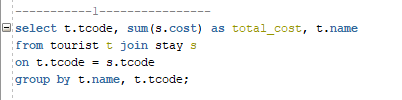 -----------1----------------
select t.tcode, sum(s.cost) as total_cost, t.name
from tourist t join stay s
on t.tcode = s.tcode
group by t.name, t.tcode;